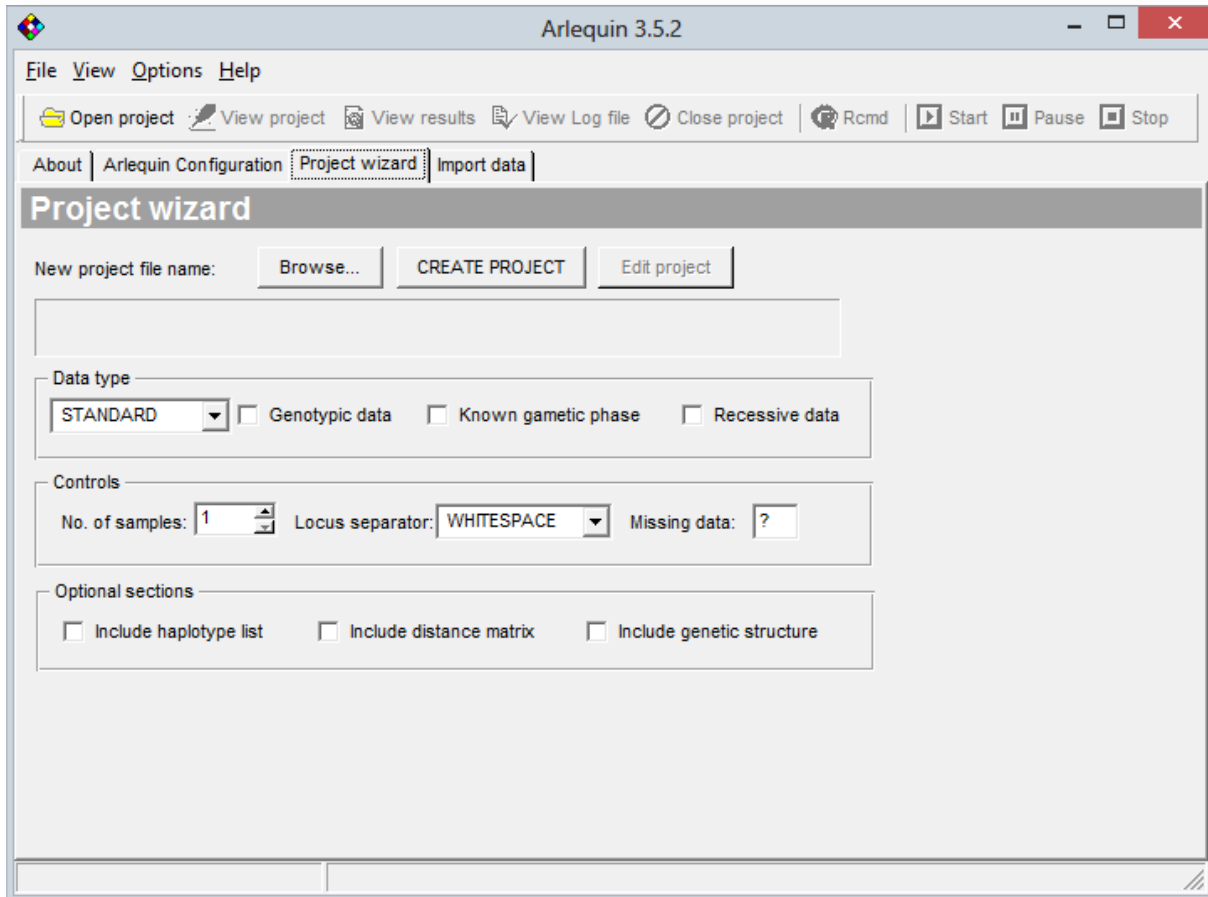 Arlequin 3.5.2
File View Options Help
Open project View project View results View Log file Close project Rcmd Start Pause Stop
About Arlequin Configuration Project wizard Import data
Project wizard
New project file name: Browse... CREATE PROJECT Edit project
Data type
STANDARD Genotypic data Known gametic phase Recessive data
Controls
No. of samples: 1 Locus separator: WHITESPACE Missing data: ?
Optional sections
Include haplotype list Include distance matrix Include genetic structure